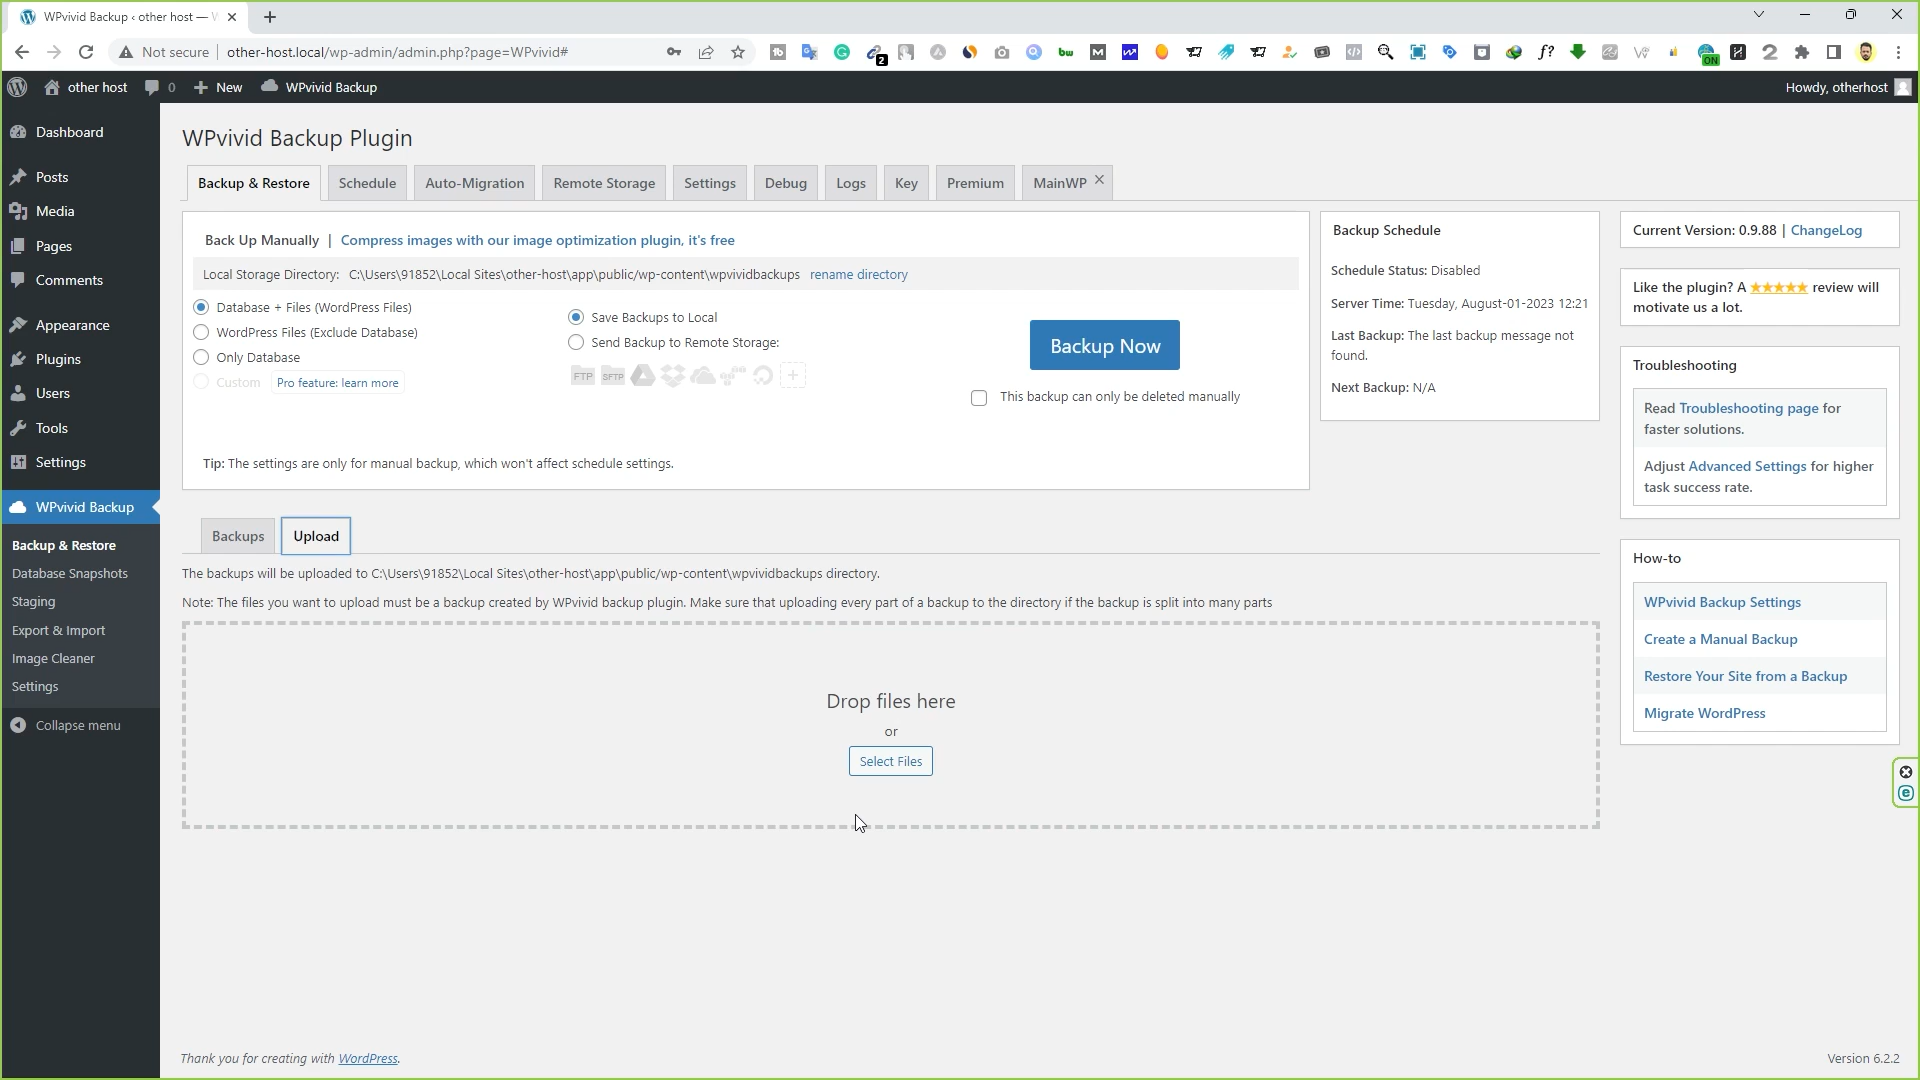 WPvivid Backup ‹ other host —
Not secure
other-host.local/wp-admin/admin.php?page=WPvivid#
2
bw
M
f?
ON
other host
0
New
WPvivid Backup
Howdy, otherhost
Dashboard
Posts
Media
Pages
Comments
Appearance
Plugins
Users
Tools
Settings
WPvivid Backup
Backup & Restore
Database Snapshots
Staging
Export & Import
Image Cleaner
Settings
Collapse menu
WPvivid Backup Plugin
Backup & Restore
Schedule
Auto-Migration
Remote Storage
Settings
Debug
Logs
Key
Premium
MainWP
Back Up Manually | Compress images with our image optimization plugin, it's free
Local Storage Directory: C:\Users\91852\Local Sites\other-host\app\public/wp-content\wpvividbackups rename directory
Database + Files (WordPress Files)
WordPress Files (Exclude Database)
Only Database
Custom Pro feature: learn more
Save Backups to Local
Send Backup to Remote Storage:
FTP
SFTP
Backup Now
This backup can only be deleted manually
Tip: The settings are only for manual backup, which won't affect schedule settings.
Backup Schedule
Schedule Status: Disabled
Server Time: Tuesday, August-01-2023 12:21
Last Backup: The last backup message not
found.
Next Backup: N/A
Current Version: 0.9.88 | ChangeLog
Like the plugin? A ★★★★★ review will
motivate us a lot.
Troubleshooting
Read Troubleshooting page for
faster solutions.
Adjust Advanced Settings for higher
task success rate.
How-to
WPvivid Backup Settings
Create a Manual Backup
Restore Your Site from a Backup
Migrate WordPress
Backups
Upload
The backups will be uploaded to C:\Users\91852\Local Sites\other-host\app\public/wp-content\wpvividbackups directory.
Note: The files you want to upload must be a backup created by WPvivid backup plugin. Make sure that uploading every part of a backup to the directory if the backup is split into many parts
Drop files here
or
Select Files
Thank you for creating with WordPress.
Version 6.2.2